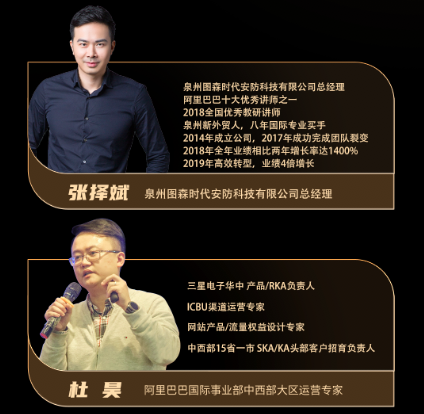 泉州图森时代安防科技有限公司总经理
阿里巴巴十大优秀讲师之一
2018全国优秀教研讲师
泉州新外贸人，八年国际专业买手
2014年成立公司，2017年成功完成团队裂变
2018年全年业绩相比两年增长率达1400%
2019年高效转型，业绩4倍增长
张择斌 泉州图森时代安防科技有限公司总经理
三星电子华中 产品/RKA负责人
ICBU渠道运营专家
网站产品/流量权益设计专家
中西部15省一市 SKA/KA头部客户招育负责人
杜 昊 阿里巴巴国际事业部中西部大区运营专家